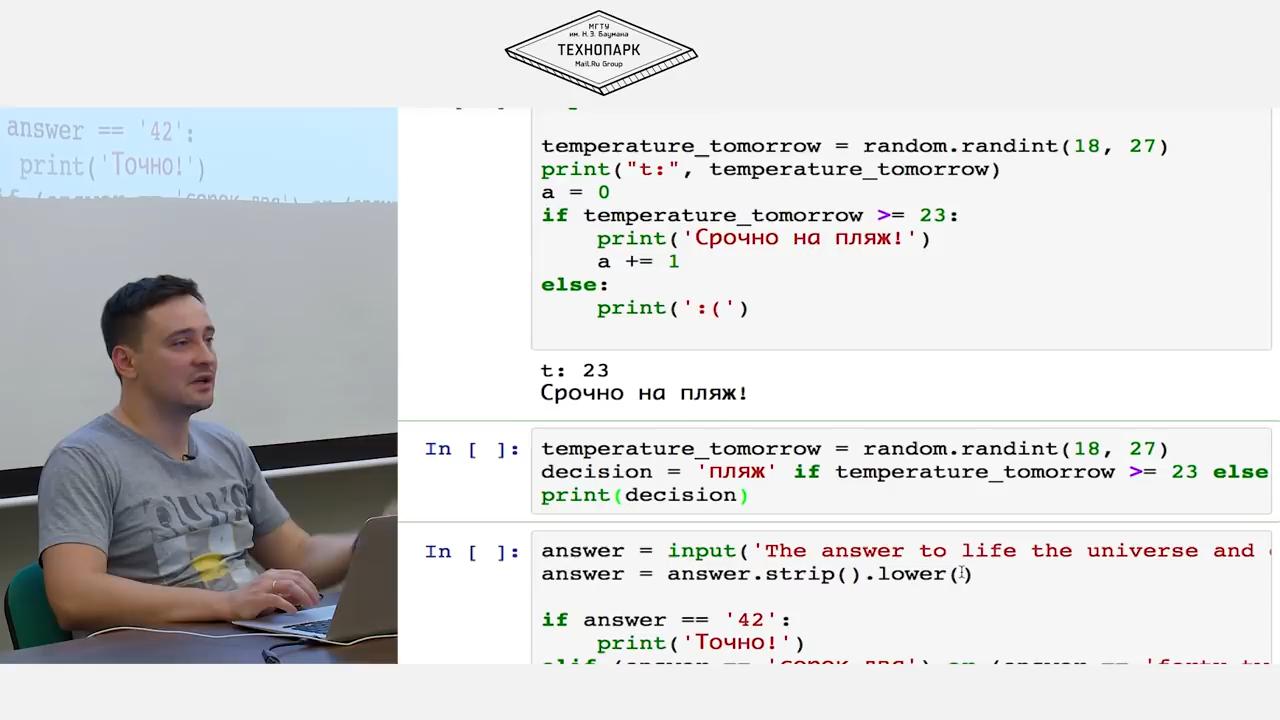 МГТУ
им. Н.Э. Баумана
ТЕХНОПАРК
Mail.Ru Group
answer == '42':
print('Точно!')
temperature_tomorrow = random.randint(18, 27)
print("t:", temperature_tomorrow)
a = 0
if temperature_tomorrow >= 23:
print('Срочно на пляж!')
a += 1
else:
print(':(')
t: 23
Срочно на пляж!
In [ ]:
temperature_tomorrow = random.randint(18, 27)
decision = 'пляж' if temperature_tomorrow >= 23 else
print(decision)
In [ ]:
answer = input('The answer to life the universe and
answer = answer.strip().lower()
if answer == '42':
print('Точно!')